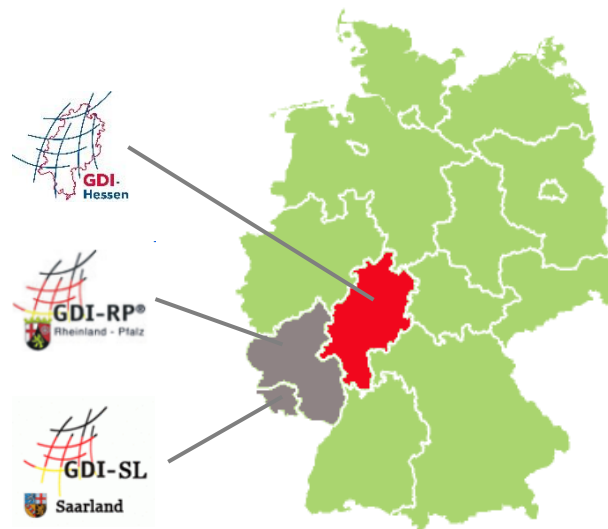 GDI-
Hessen
GDI-RP®
Rheinland - Pfalz
GDI-SL
Saarland